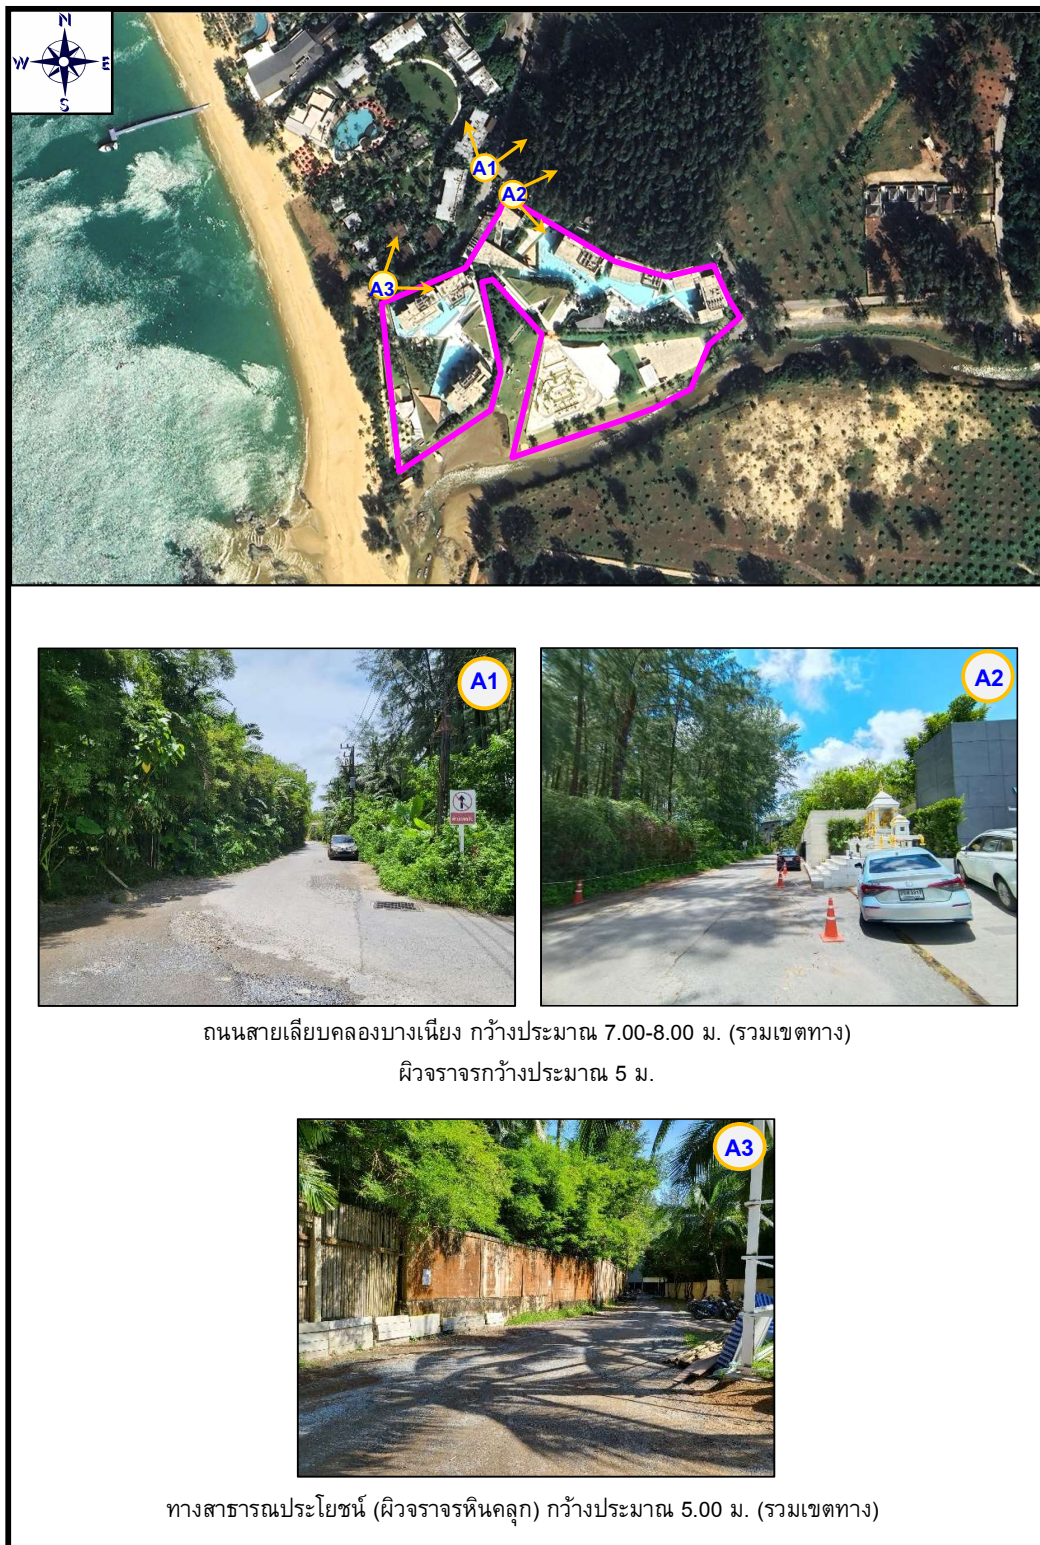 N
W E
S
A1
A2
A3
A1
A2
ถนนสายเลียบคลองบางเนียง กว้างประมาณ 7.00-8.00 ม. (รวมเขตทาง)
ผิวจราจรกว้างประมาณ 5 ม.
A3
ทางสาธารณประโยชน์ (ผิวจราจรหินคลุก) กว้างประมาณ 5.00 ม. (รวมเขตทาง)